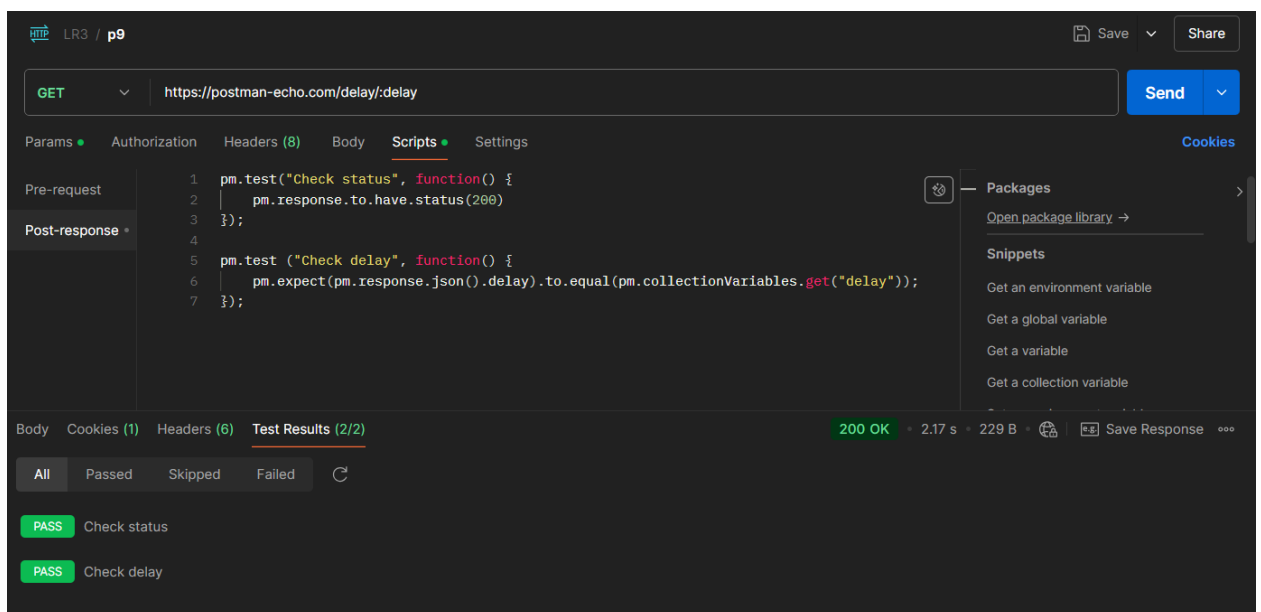 HTTP LR3 / p9 Save Share
GET https://postman-echo.com/delay/:delay Send
Params Authorization Headers (8) Body Scripts Settings Cookies
Pre-request
Post-response
1 pm.test("Check status", function() {
2 pm.response.to.have.status(200)
3 });
4
5 pm.test ("Check delay", function() {
6 pm.expect(pm.response.json().delay).to.equal(pm.collectionVariables.get("delay"));
7 });
Packages
Open package library →
Snippets
Get an environment variable
Get a global variable
Get a variable
Get a collection variable
Body Cookies (1) Headers (6) Test Results (2/2) 200 OK • 2.17 s • 229 B • e.g. Save Response
All Passed Skipped Failed
PASS Check status
PASS Check delay